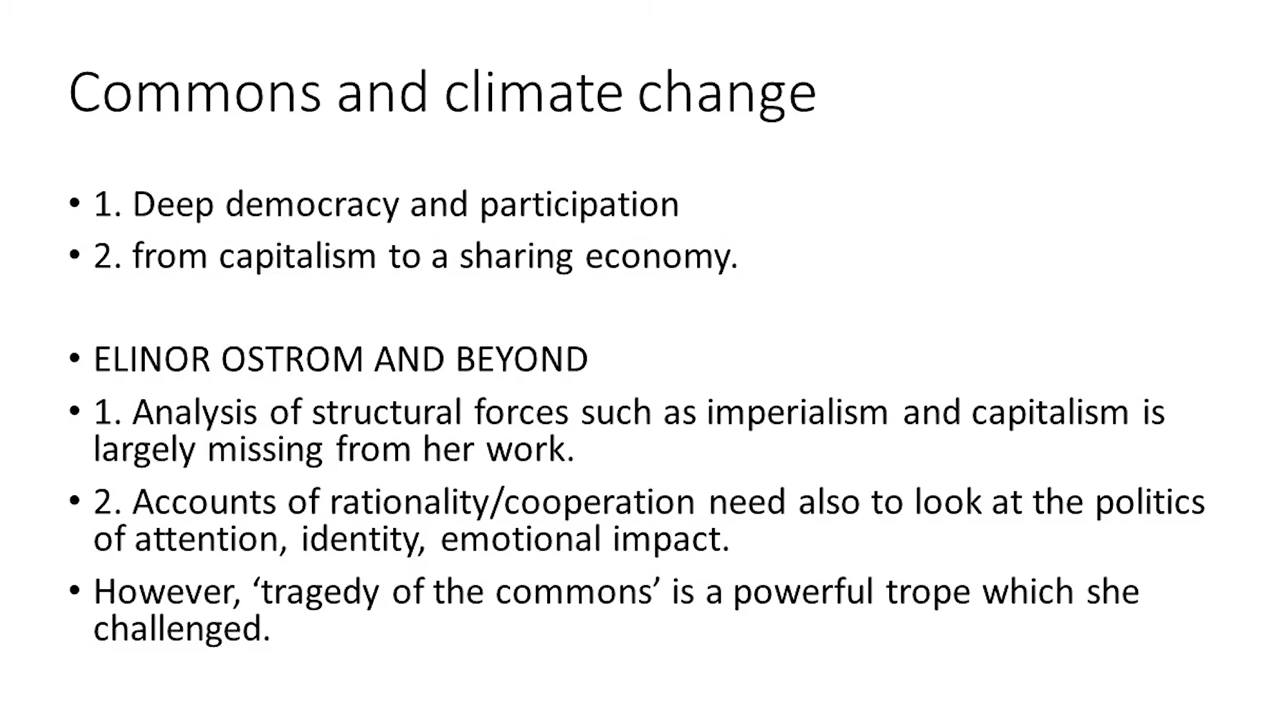 Commons and climate change
• 1. Deep democracy and participation
• 2. from capitalism to a sharing economy.
• ELINOR OSTROM AND BEYOND
• 1. Analysis of structural forces such as imperialism and capitalism is
largely missing from her work.
• 2. Accounts of rationality/cooperation need also to look at the politics
of attention, identity, emotional impact.
• However, ‘tragedy of the commons’ is a powerful trope which she
challenged.